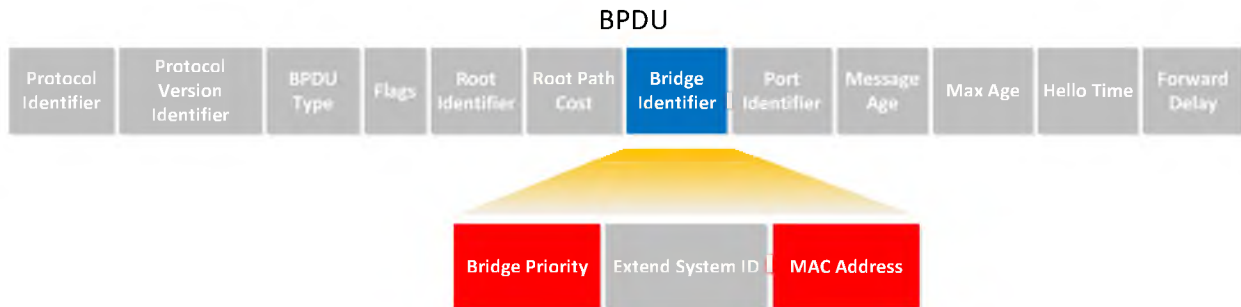 BPDU
Protocol
Identifier
Protocol
Version
Identifier
BPDU
Type
Flags
Root
Identifier
Root Path
Cost
Bridge
Identifier
Port
Identifier
Message
Age
Max Age
Hello Time
Forward
Delay
Bridge Priority
Extend System ID
MAC Address